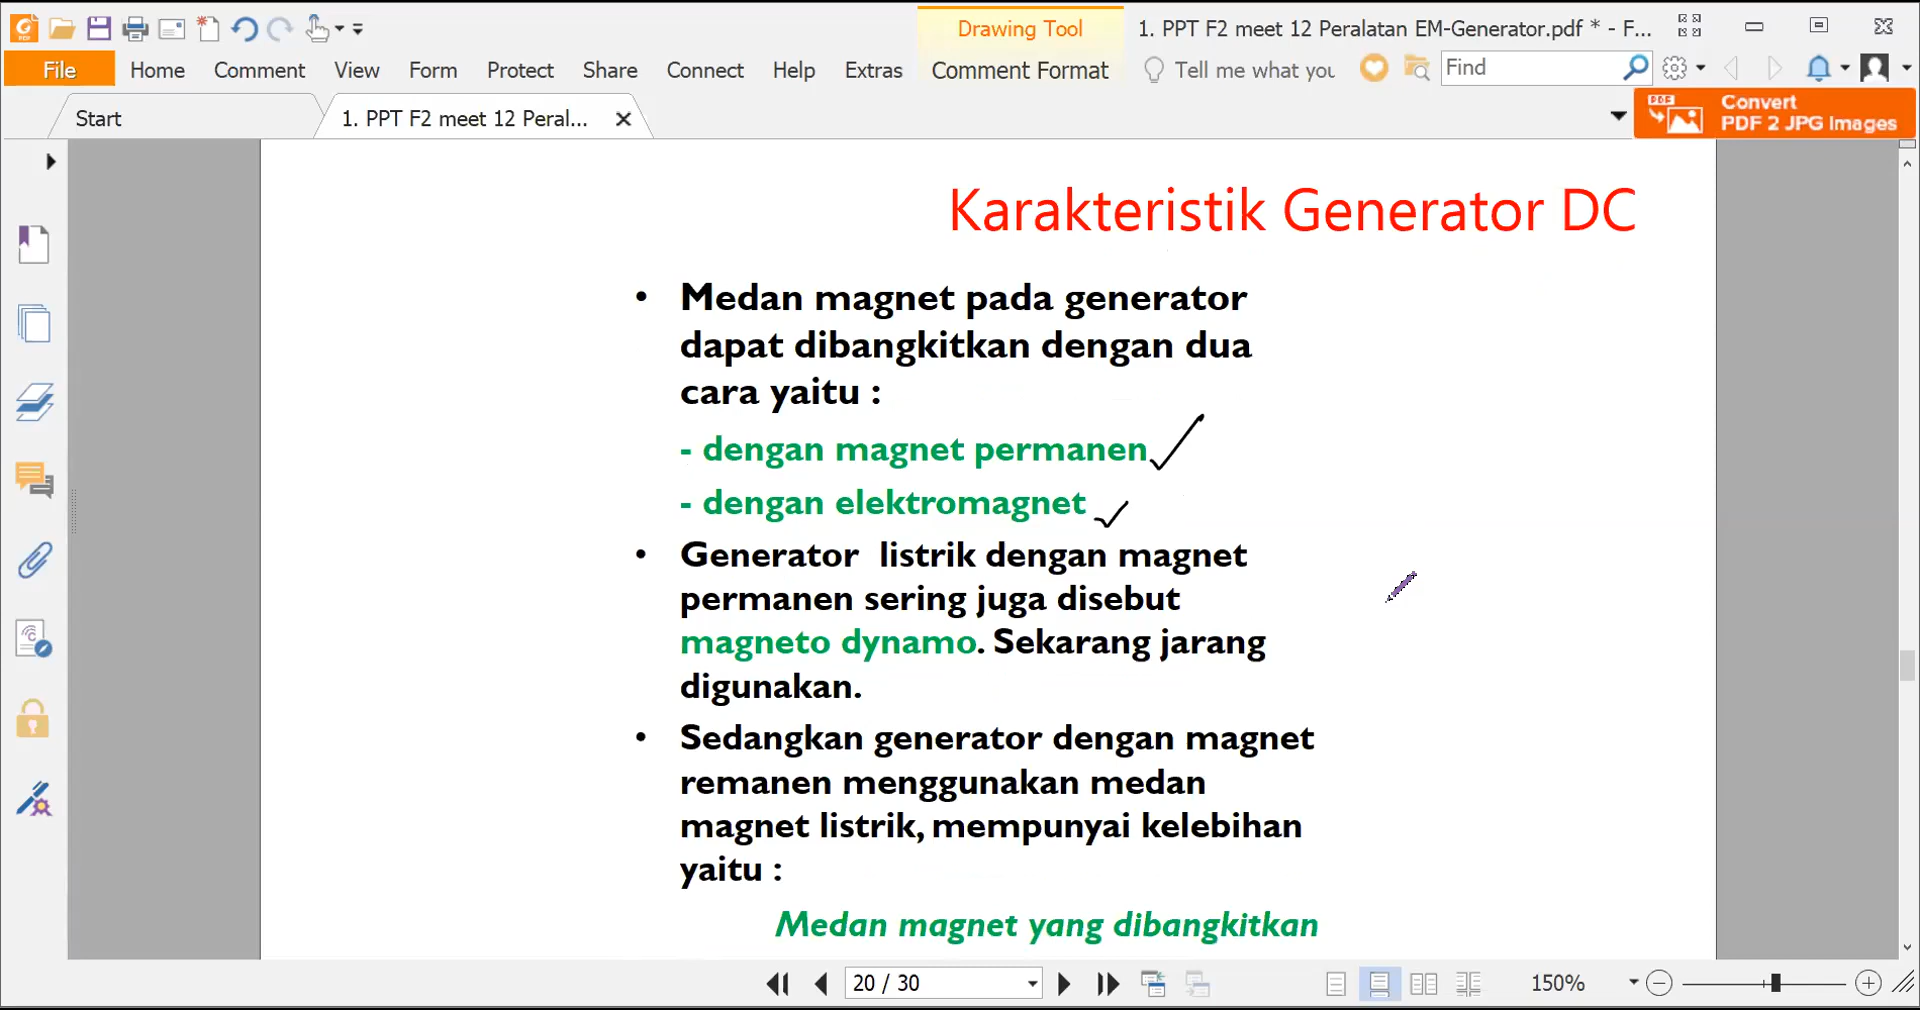 Drawing Tool
1. PPT F2 meet 12 Peralatan EM-Generator.pdf * - F...
File
Home
Comment
View
Form
Protect
Share
Connect
Help
Extras
Comment Format
Tell me what you
Find
Start
1. PPT F2 meet 12 Peral...
Convert
PDF 2 JPG Images
Karakteristik Generator DC
• Medan magnet pada generator
dapat dibangkitkan dengan dua
cara yaitu :
- dengan magnet permanen
- dengan elektromagnet
• Generator listrik dengan magnet
permanen sering juga disebut
magneto dynamo. Sekarang jarang
digunakan.
• Sedangkan generator dengan magnet
remanen menggunakan medan
magnet listrik, mempunyai kelebihan
yaitu :
Medan magnet yang dibangkitkan
20 / 30
150%